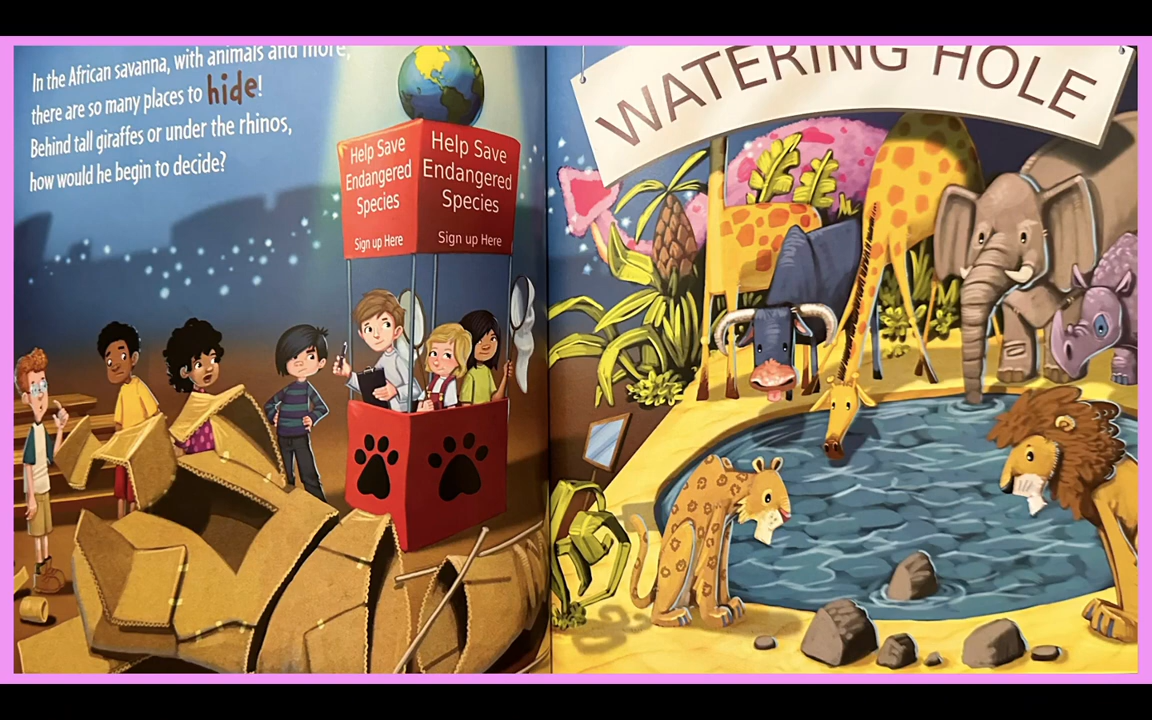 In the African savanna, with animals and more,
there are so many places to hide!
Behind tall giraffes or under the rhinos,
how would he begin to decide?
Help Save
Endangered
Species
Sign up Here
Help Save
Endangered
Species
Sign up Here
WATERING HOLE